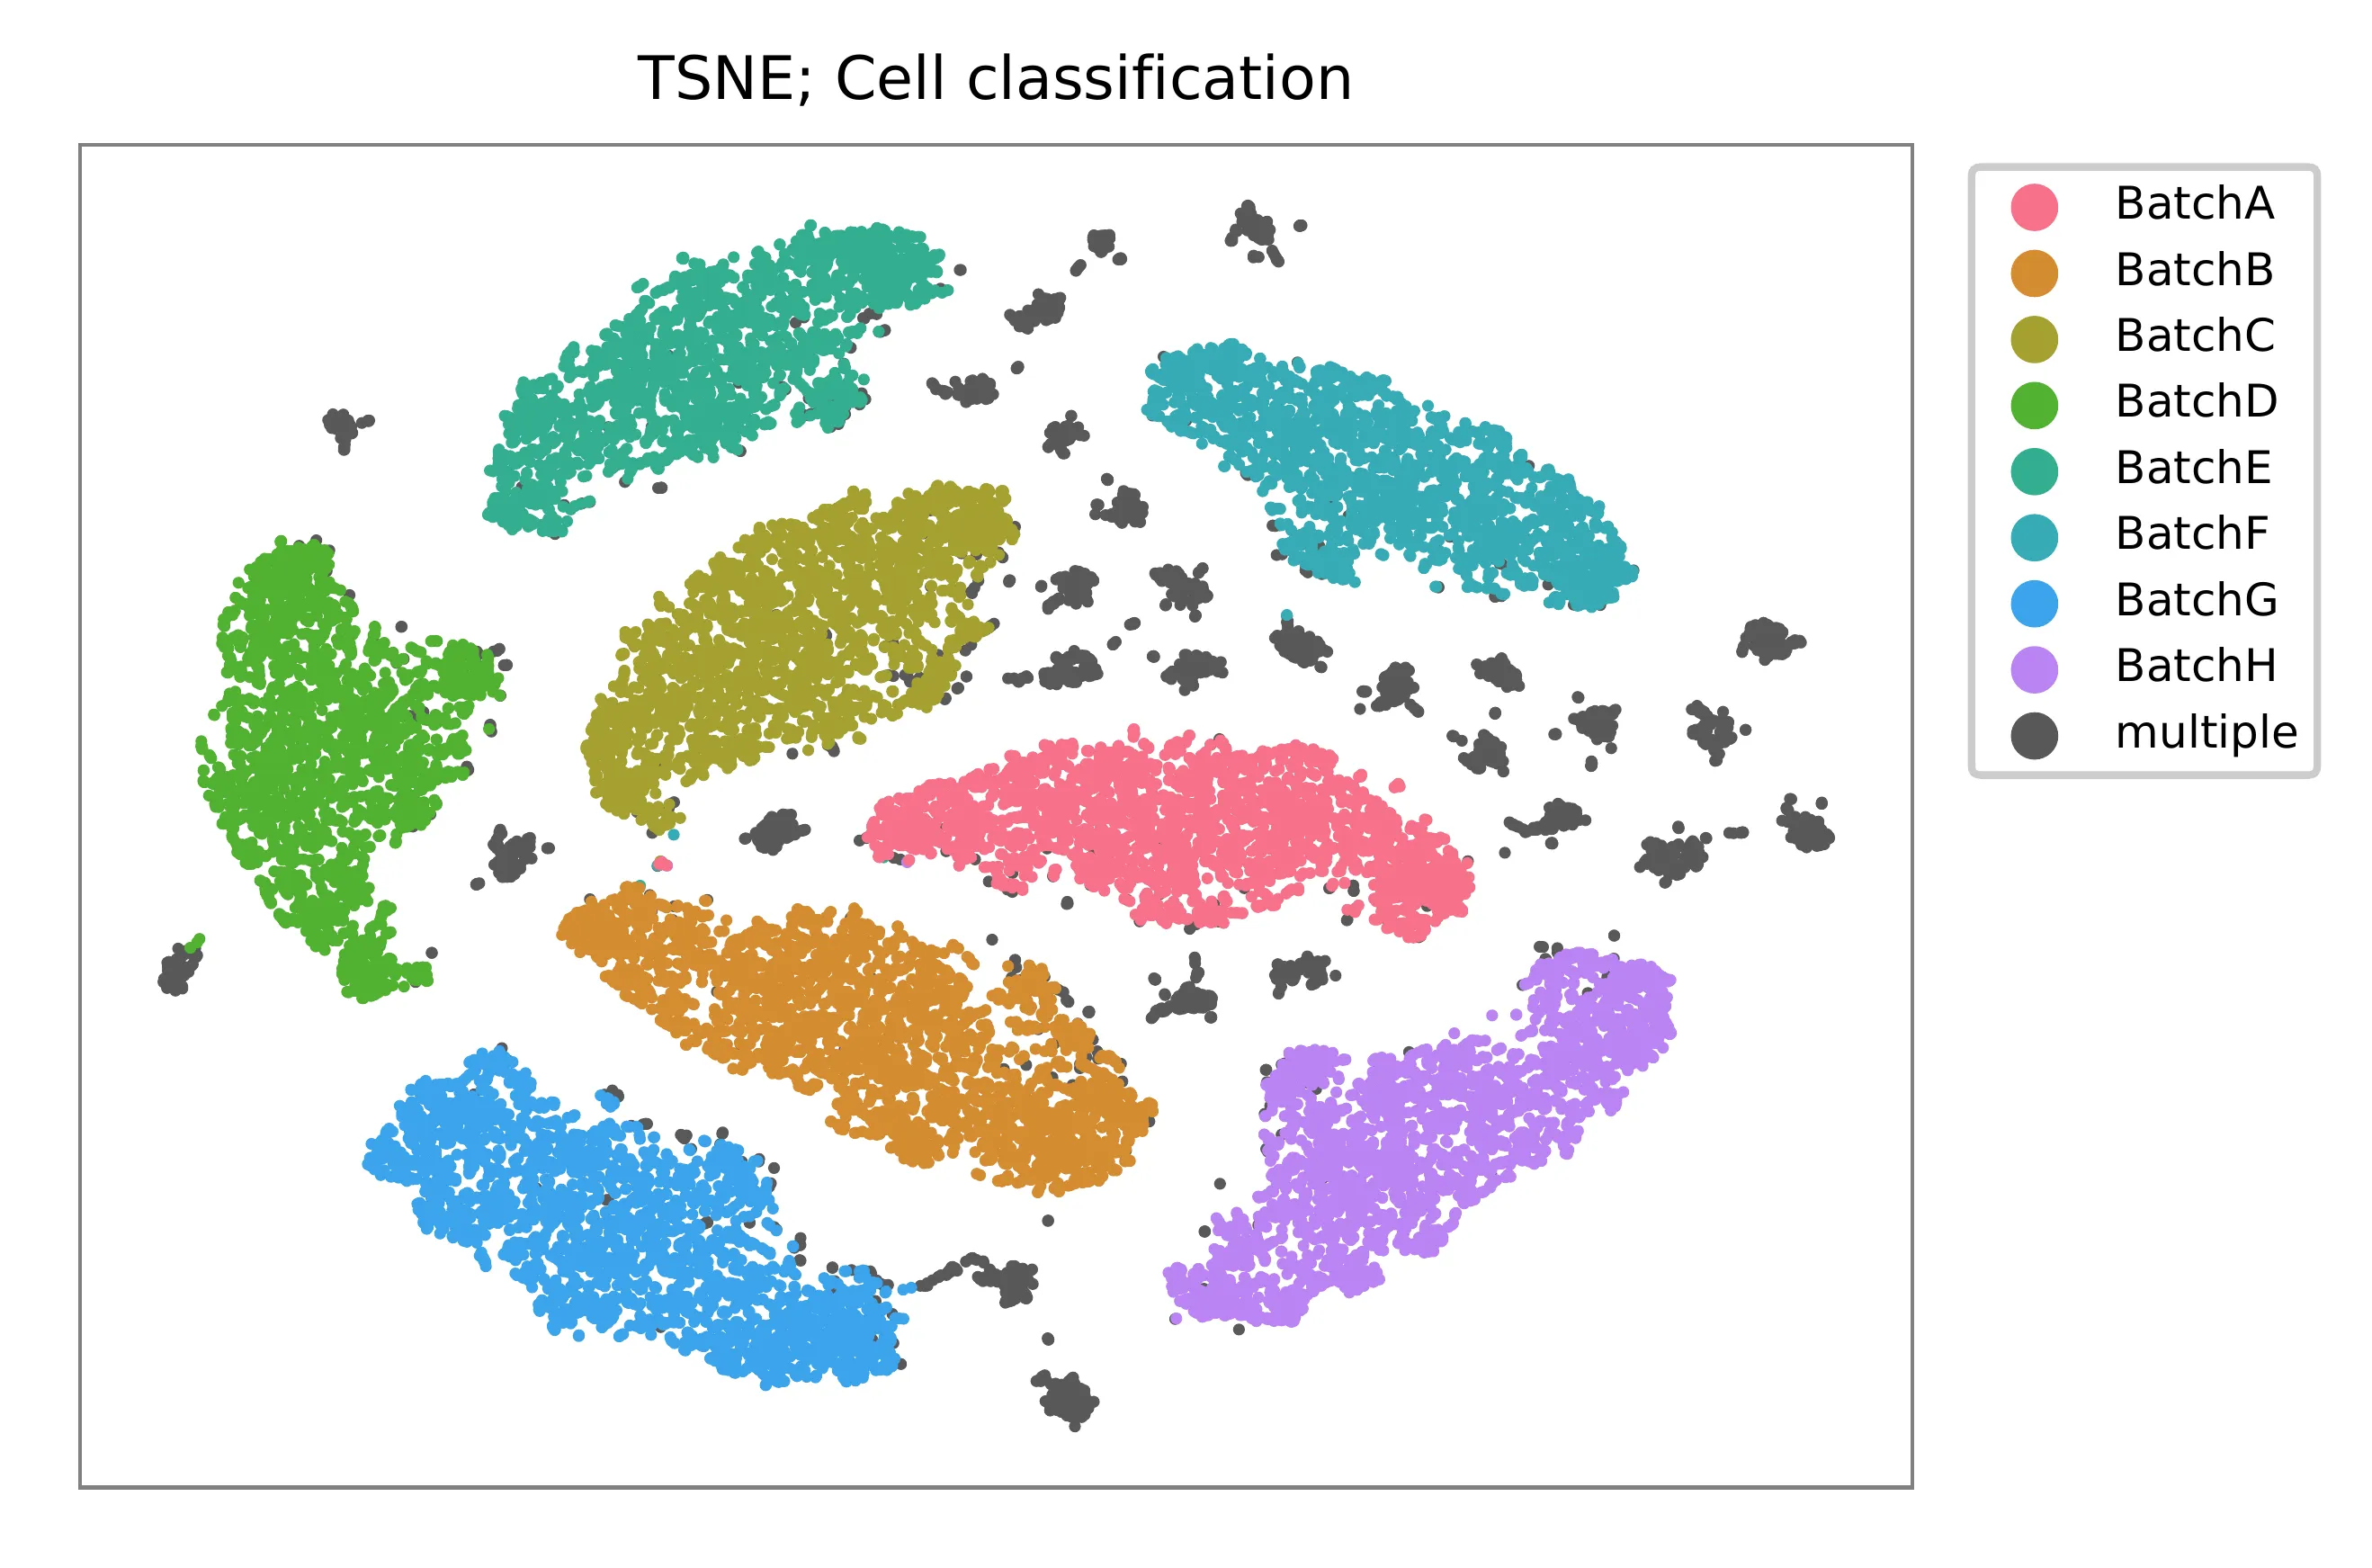 TSNE; Cell classification
BatchA
BatchB
BatchC
BatchD
BatchE
BatchF
BatchG
BatchH
multiple